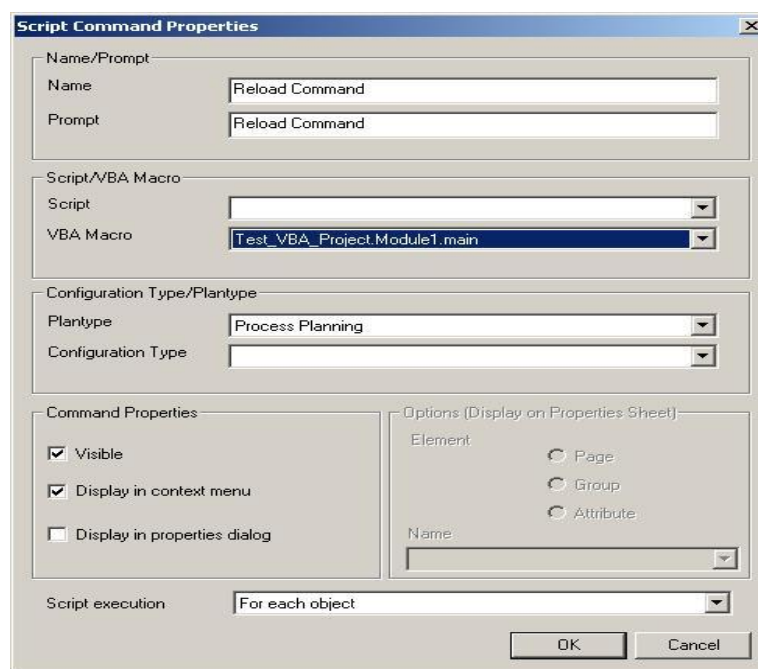 Script Command Properties
Name/Prompt
Name
Reload Command
Prompt
Reload Command
Script/VBA Macro
Script
VBA Macro
Test_VBA_Project.Module1.main
Configuration Type/Plantype
Plantype
Process Planning
Configuration Type
Command Properties
Visible
Display in context menu
Display in properties dialog
Options (Display on Properties Sheet)
Element
Page
Group
Attribute
Name
Script execution
For each object
OK
Cancel